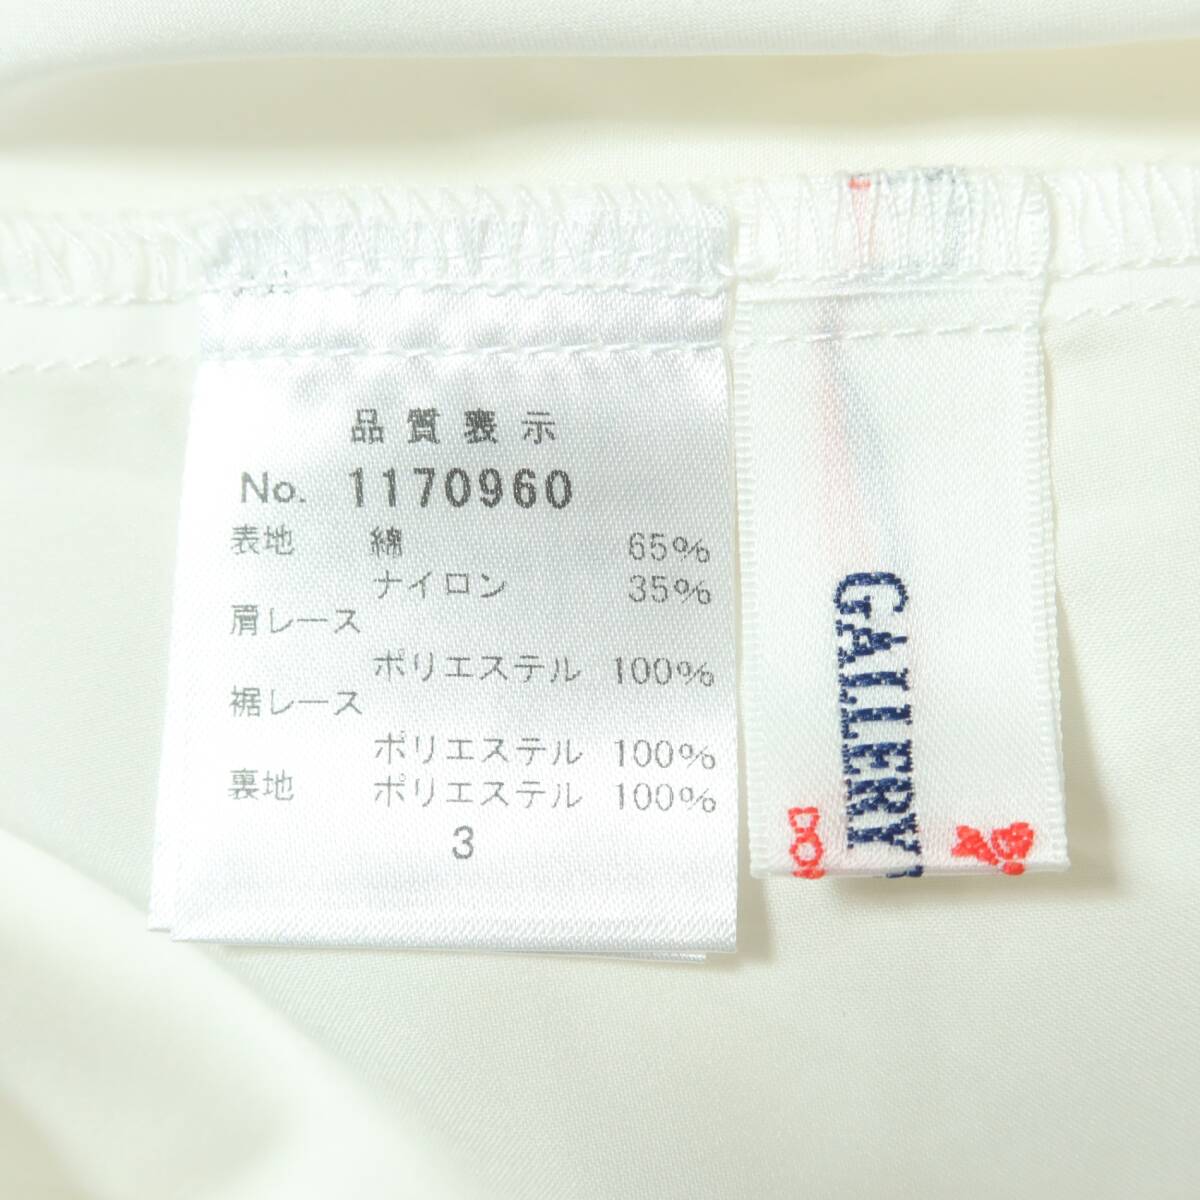 品質表示
No. 1170960
表地 綿 65%
ナイロン 35%
肩レース
ポリエステル 100%
裾レース
ポリエステル 100%
裏地 ポリエステル 100%
3
GALLERY